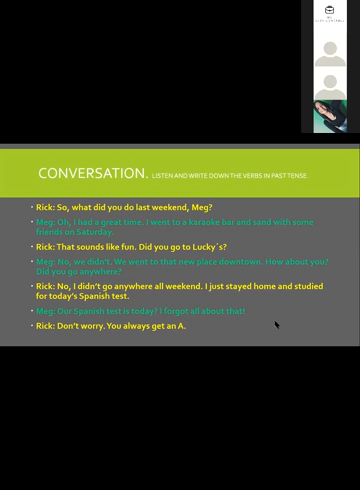 CONVERSATION. LISTEN AND WRITE DOWN THE VERBS IN PAST TENSE
• Rick: So, what did you do last weekend, Meg?
• Meg: Oh, I had a great time. I went to a karaoke bar and sand with some
friends on Saturday.
• Rick: That sounds like fun. Did you go to Lucky´s?
• Meg: No, we didn't. We went to that new place downtown. How about you?
Did you go anywhere?
• Rick: No, I didn't go anywhere all weekend. I just stayed home and studied
for today's Spanish test.
• Meg: Our Spanish test is today? I forgot all about that!
• Rick: Don't worry. You always get an A.